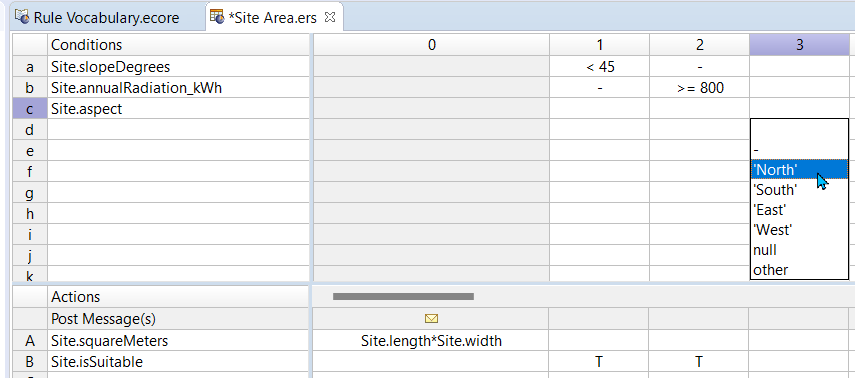 Rule Vocabulary.ecore *Site Area.ers
Conditions 0 1 2 3
a Site.slopeDegrees < 45 -
b Site.annualRadiation_kWh - >= 800
c Site.aspect
d
e -
f 'North'
g 'South'
h 'East'
i 'West'
j null
k other
Actions
Post Message(s)
A Site.squareMeters Site.length*Site.width
B Site.isSuitable T T